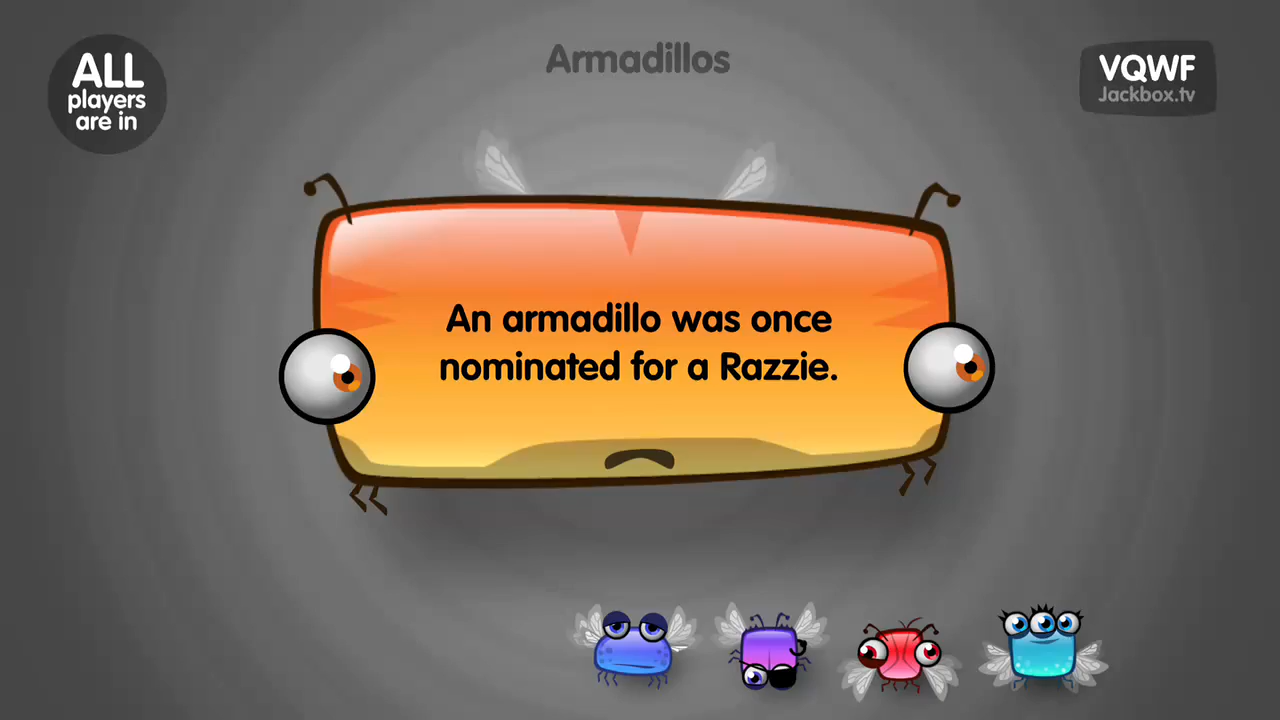 Armadillos
ALL
players
are in
VQWF
Jackbox.tv
An armadillo was once
nominated for a Razzie.